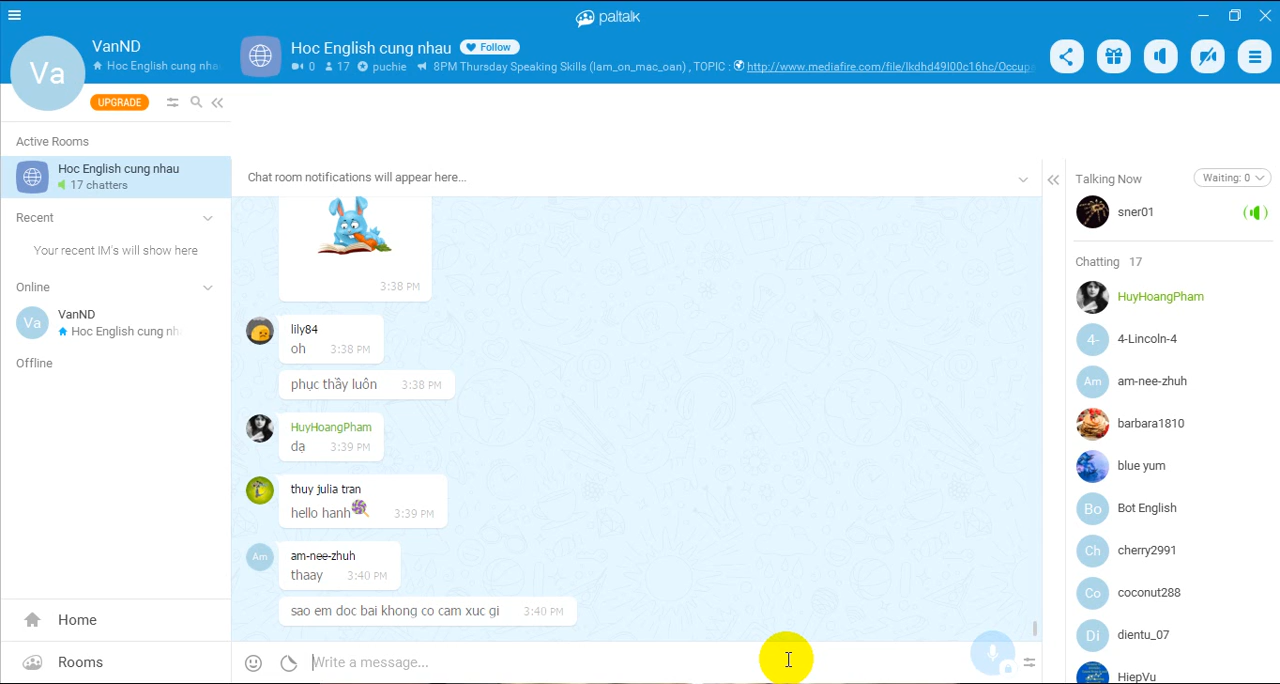 paltalk
Va
VanND
Hoc English cung nha
UPGRADE
Hoc English cung nhau Follow
0 17 puchie 8PM Thursday Speaking Skills (Iam_on_mac_oan) , TOPIC : http://www.mediafire.com/file/lkdhd49l00c16hc/Occup
Active Rooms
Hoc English cung nhau
17 chatters
Recent
Your recent IM's will show here
Online
Va
VanND
Hoc English cung nh
Offline
Home
Rooms
Chat room notifications will appear here...
3:38 PM
lily84
oh 3:38 PM
phục thầy luôn 3:38 PM
HuyHoangPham
dạ 3:39 PM
thuy julia tran
hello hanh 3:39 PM
Am
am-nee-zhuh
thaay 3:40 PM
sao em doc bai khong co cam xuc gi 3:40 PM
Write a message...
Talking Now Waiting: 0
sner01
Chatting 17
HuyHoangPham
4- 4-Lincoln-4
Am am-nee-zhuh
barbara1810
blue yum
Bo Bot English
Ch cherry2991
Co coconut288
Di dientu_07
HiepVu